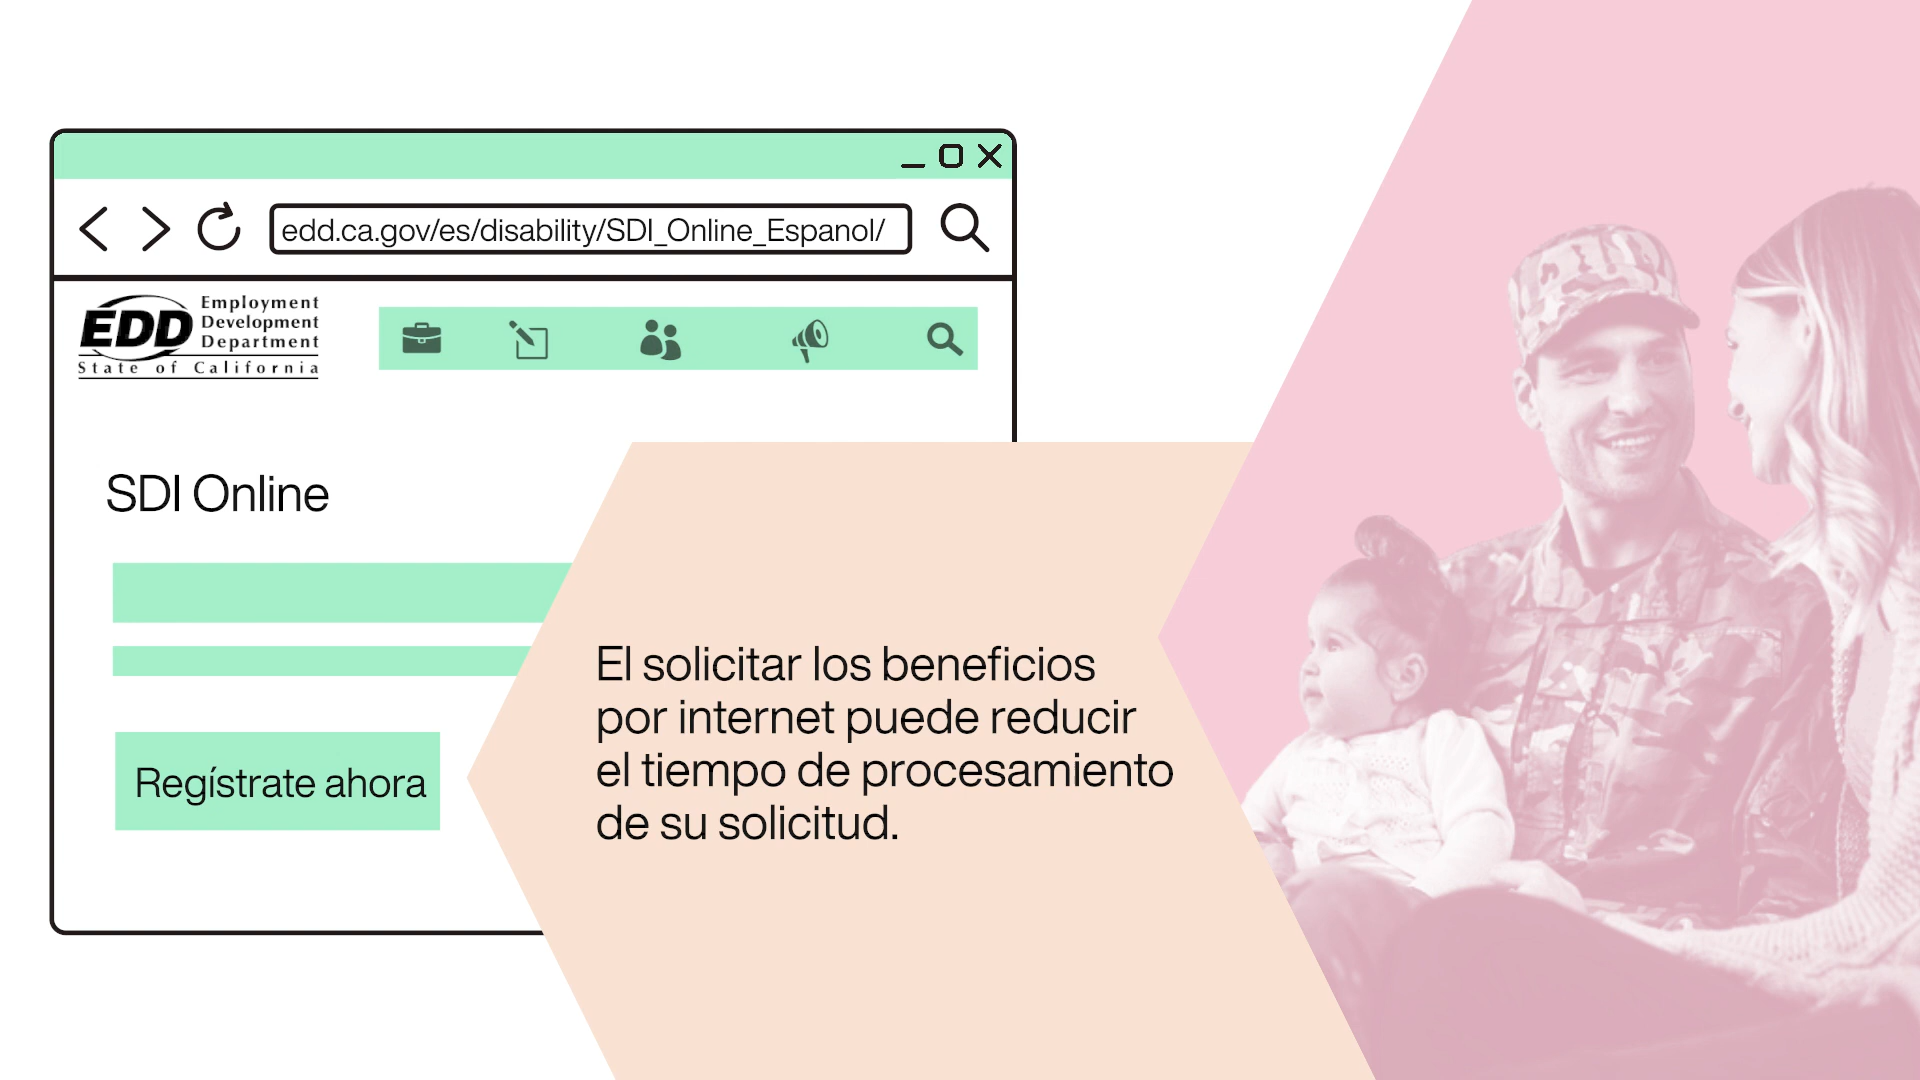 edd.ca.gov/es/disability/SDI_Online_Espanol/
EDD
Employment
Development
Department
State of California
SDI Online
Regístrate ahora
El solicitar los beneficios
por internet puede reducir
el tiempo de procesamiento
de su solicitud.